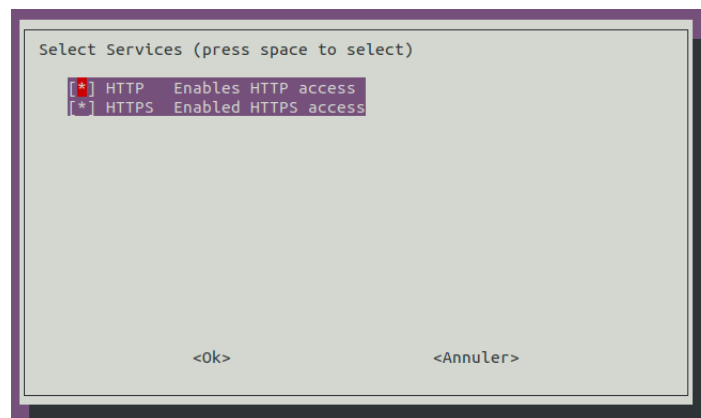 Select Services (press space to select)
[*] HTTP Enables HTTP access
[*] HTTPS Enabled HTTPS access
<Ok> <Annuler>